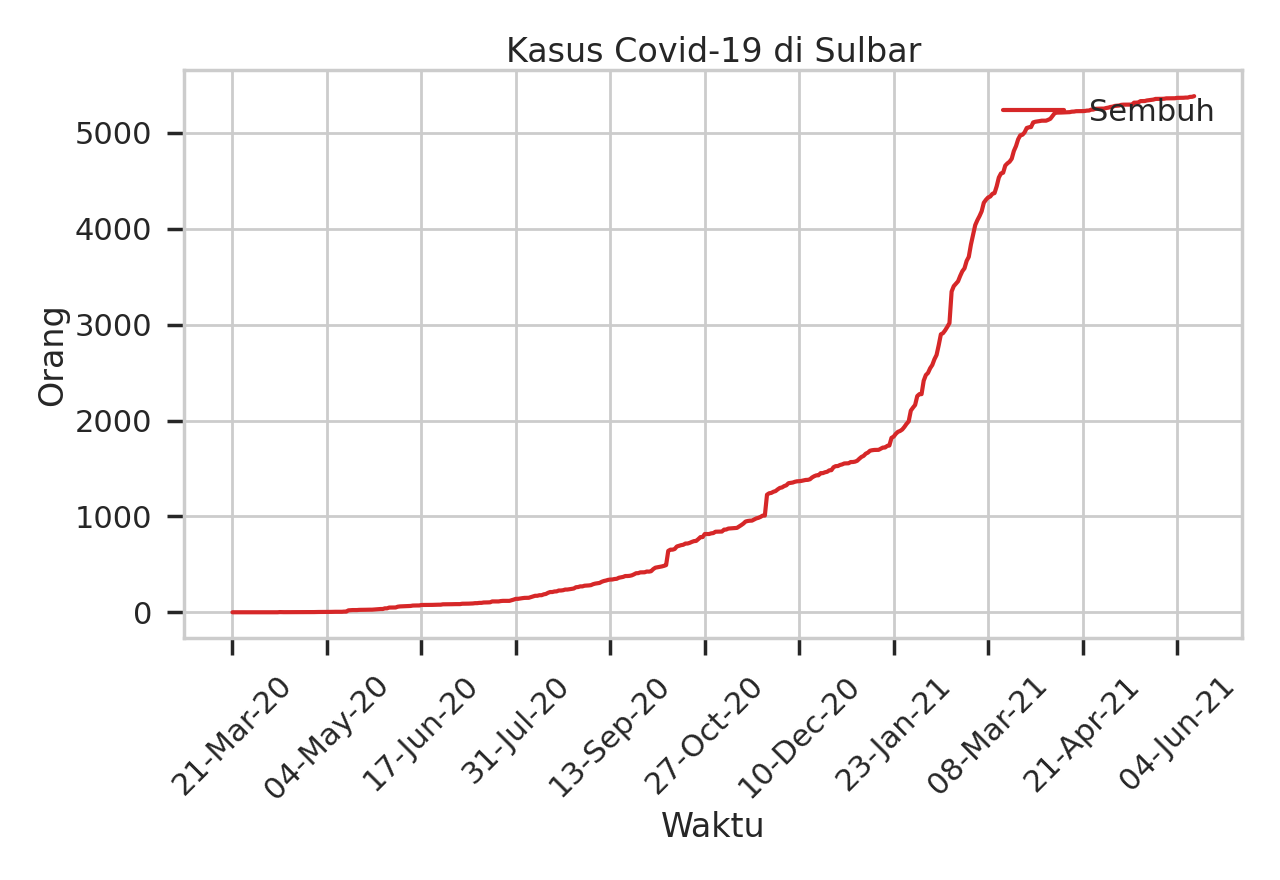 Kasus Covid-19 di Sulbar
Sembuh
Orang
5000
4000
3000
2000
1000
0
21-Mar-20
04-May-20
17-Jun-20
31-Jul-20
13-Sep-20
27-Oct-20
10-Dec-20
23-Jan-21
08-Mar-21
21-Apr-21
04-Jun-21
Waktu